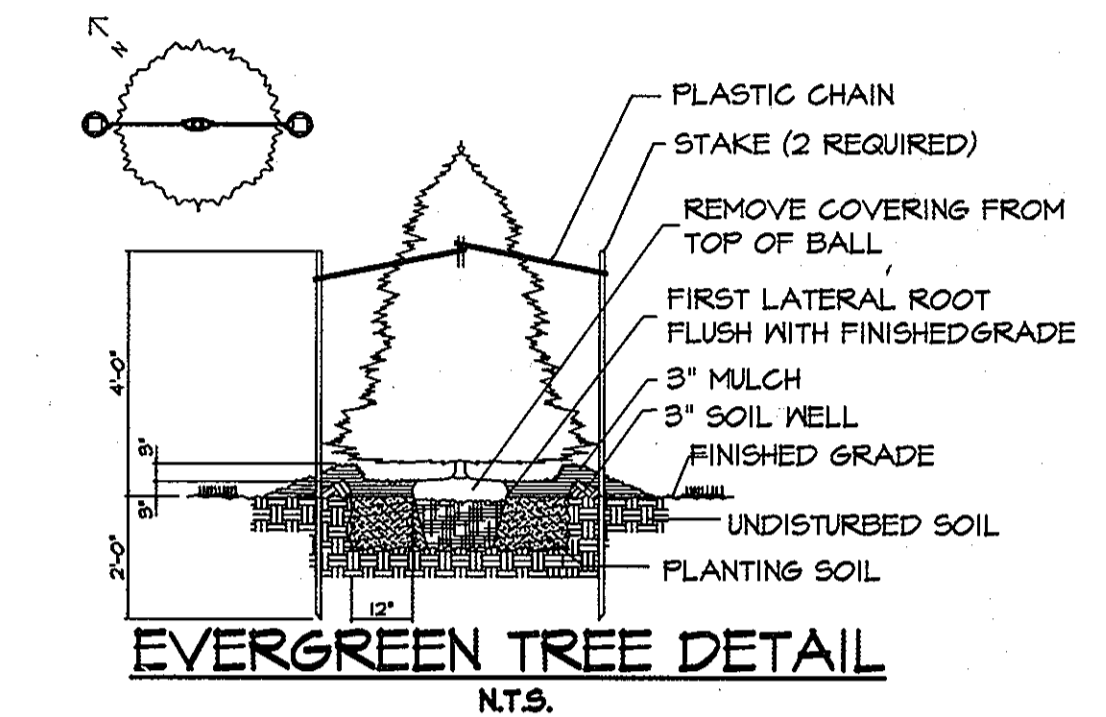 N
PLASTIC CHAIN
STAKE (2 REQUIRED)
REMOVE COVERING FROM
TOP OF BALL
FIRST LATERAL ROOT
FLUSH WITH FINISHEDGRADE
3" MULCH
3" SOIL WELL
FINISHED GRADE
UNDISTURBED SOIL
PLANTING SOIL
4'-0"
3"
3"
2'-0"
12"
EVERGREEN TREE DETAIL
N.T.S.